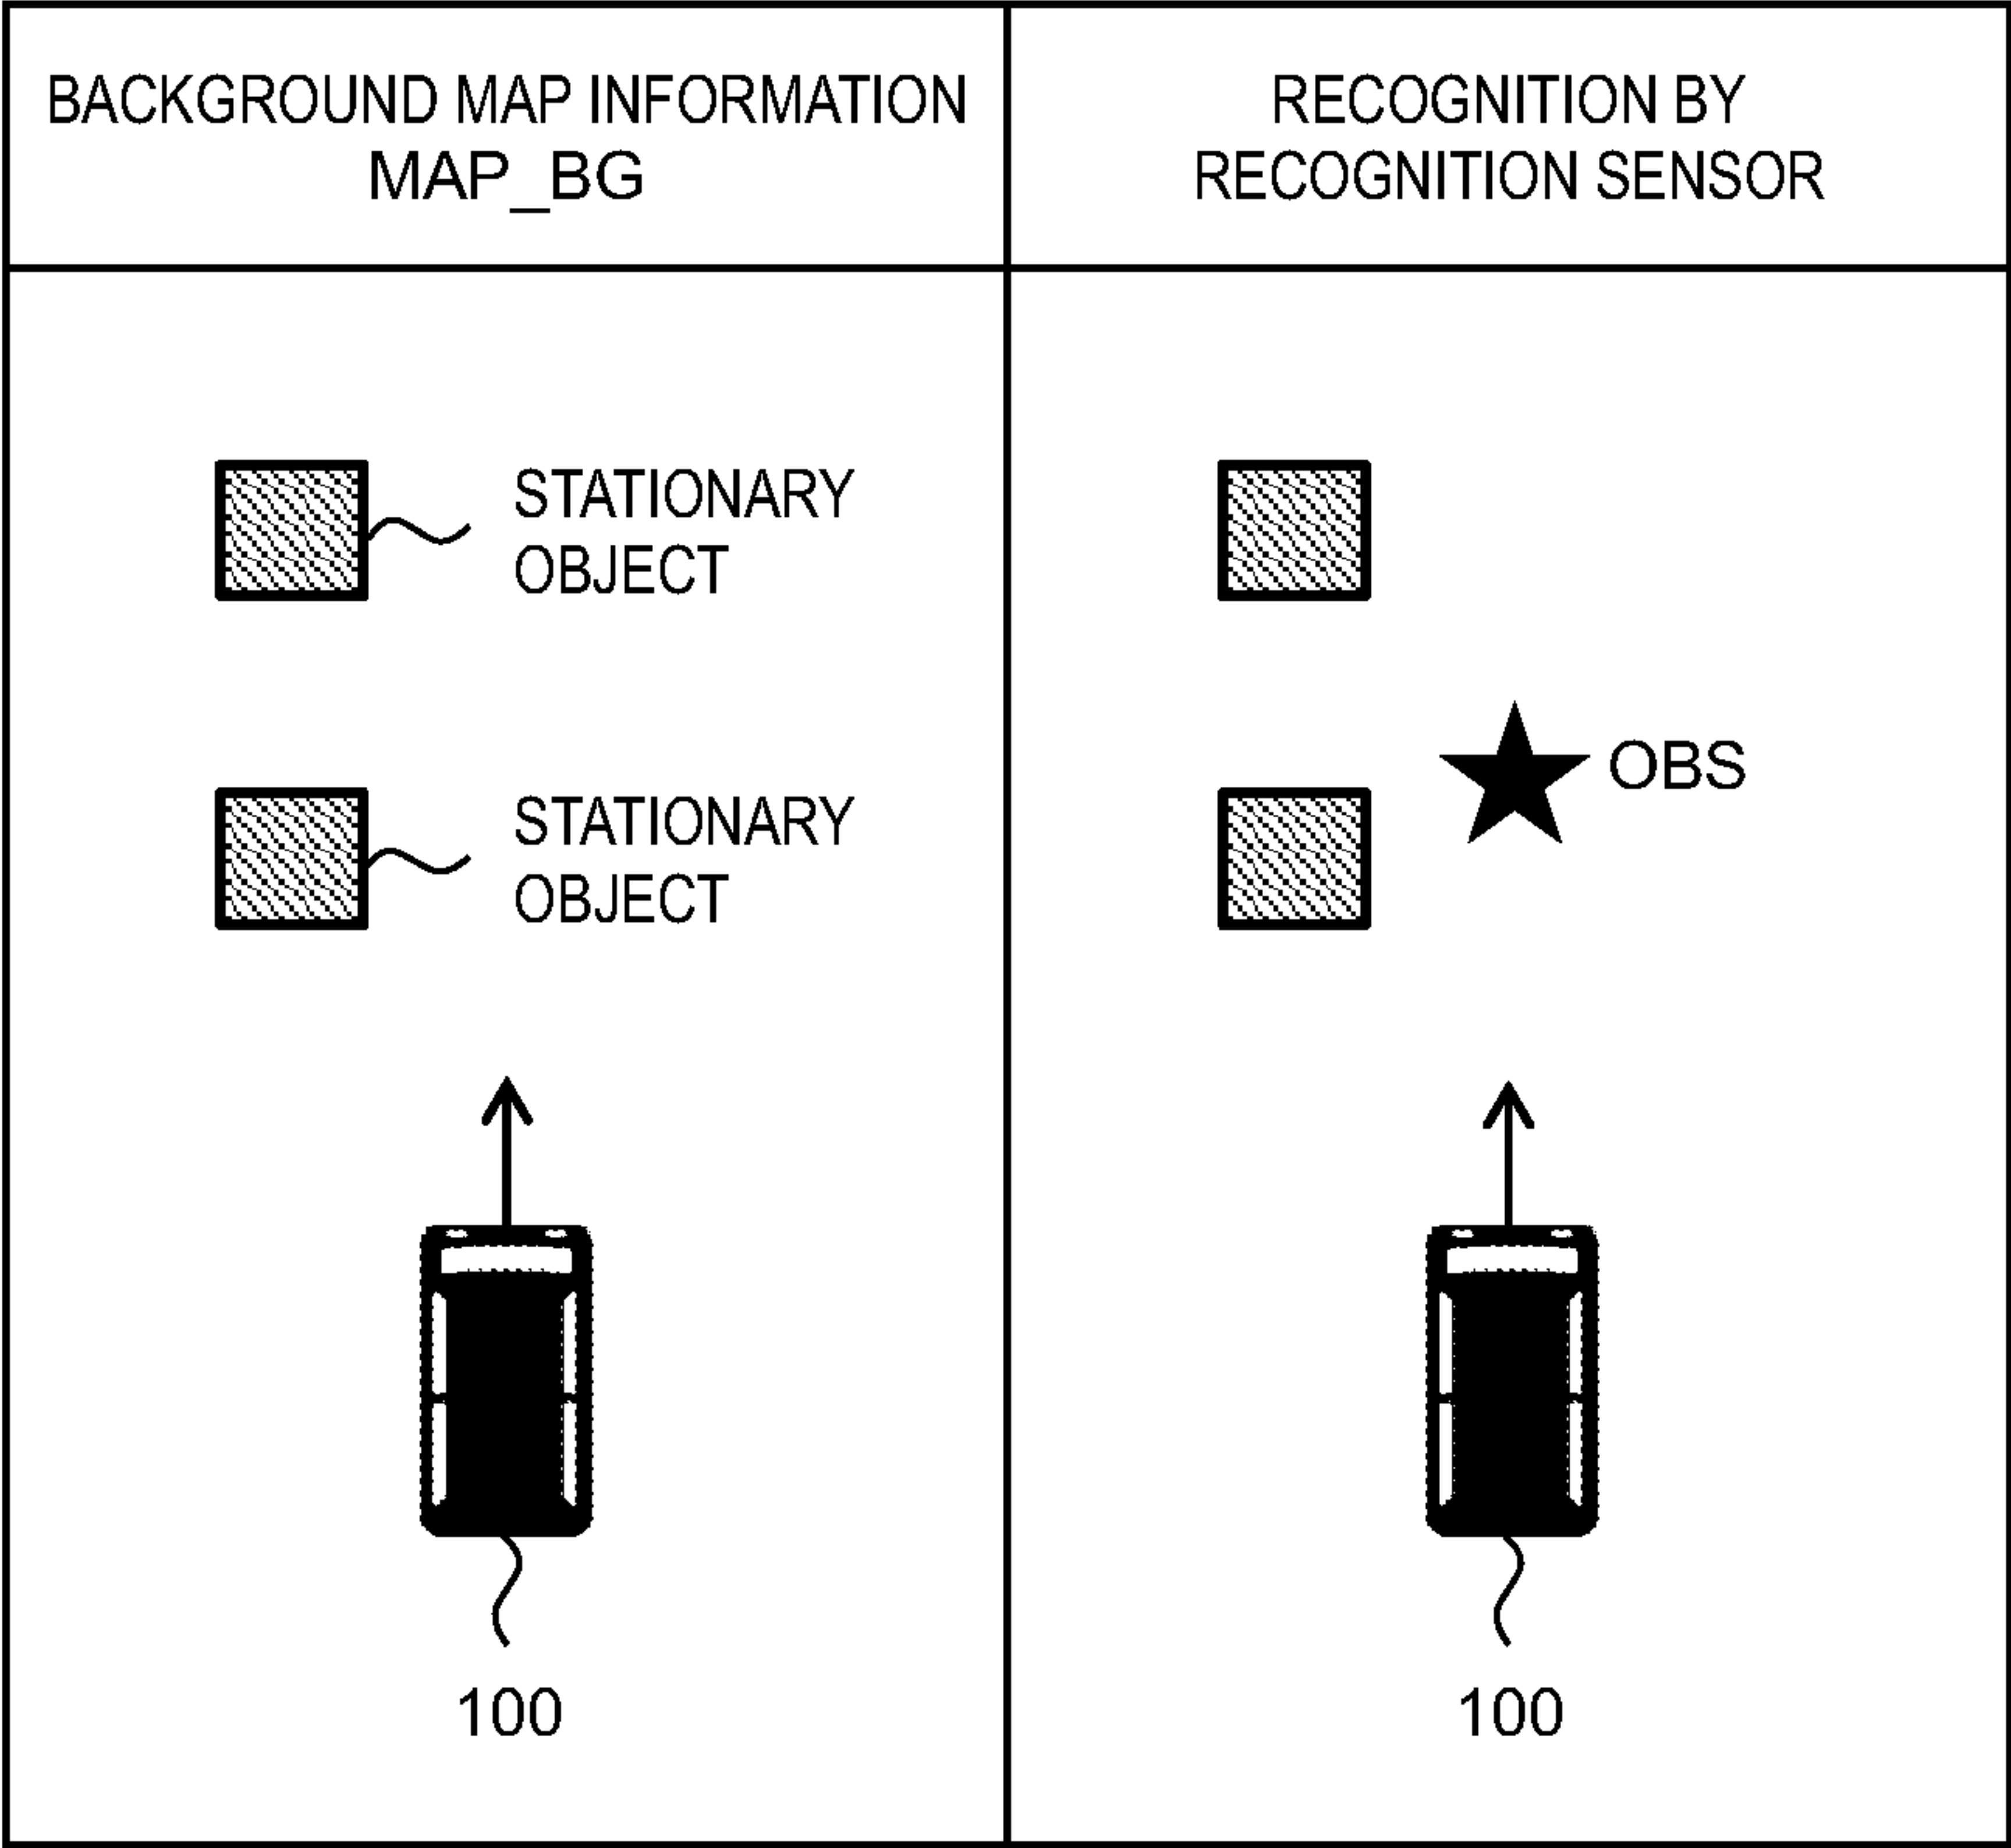 BACKGROUND MAP INFORMATION
MAP_BG
RECOGNITION BY
RECOGNITION SENSOR
STATIONARY
OBJECT
STATIONARY
OBJECT
100
OBS
100